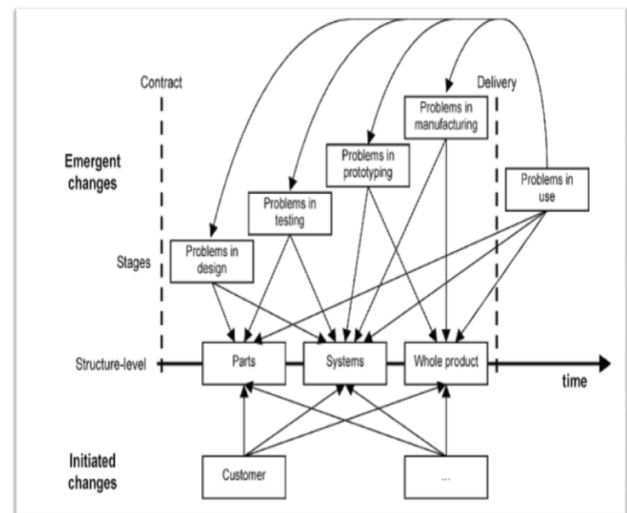 Contract
Delivery
Problems in
manufacturing
Emergent
changes
Problems in
prototyping
Problems in
use
Problems in
testing
Stages
Problems in
design
Structure-level
Parts
Systems
Whole product
time
Initiated
changes
Customer
...